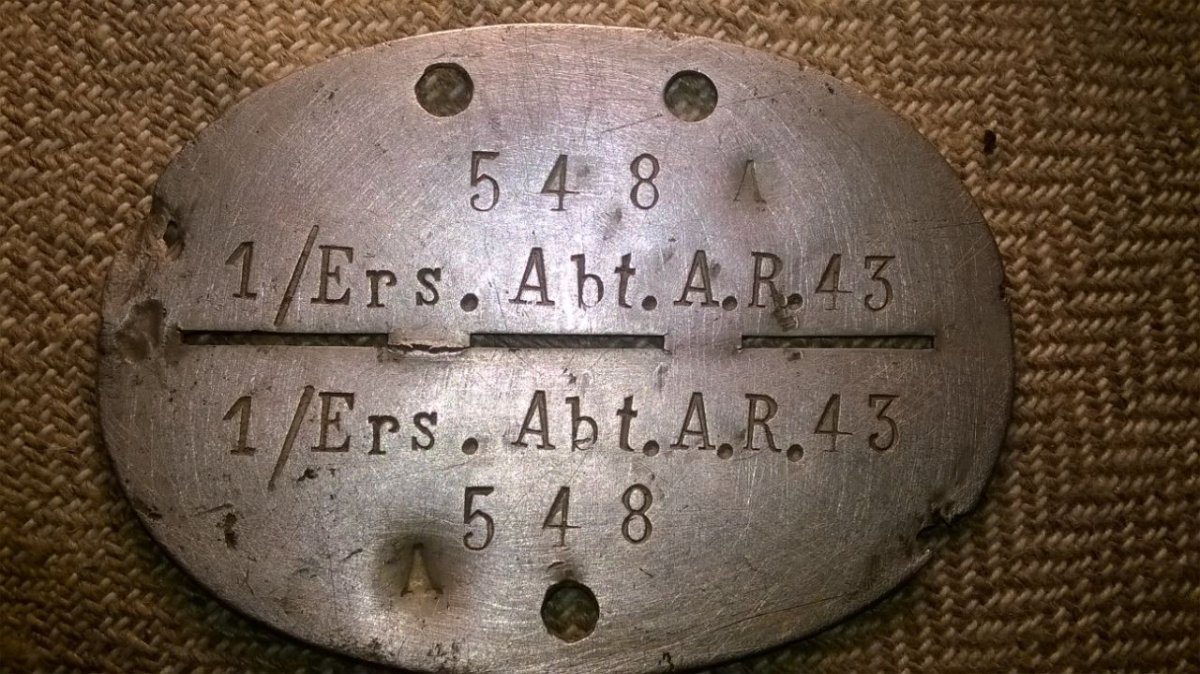 548 A
1/Ers. Abt. A.R.43
1/Ers. Abt. A.R.43
548
A